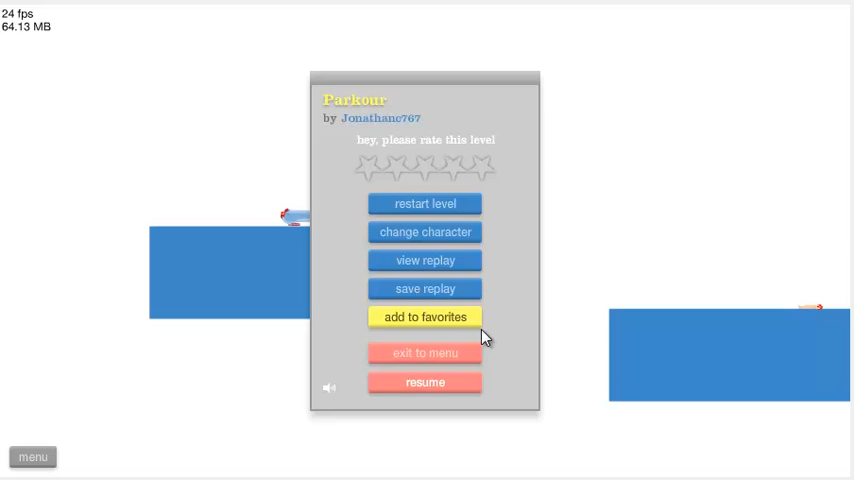 24 fps
64.13 MB
Parkour
by Jonathanc767
hey, please rate this level
restart level
change character
view replay
save replay
add to favorites
exit to menu
resume
menu